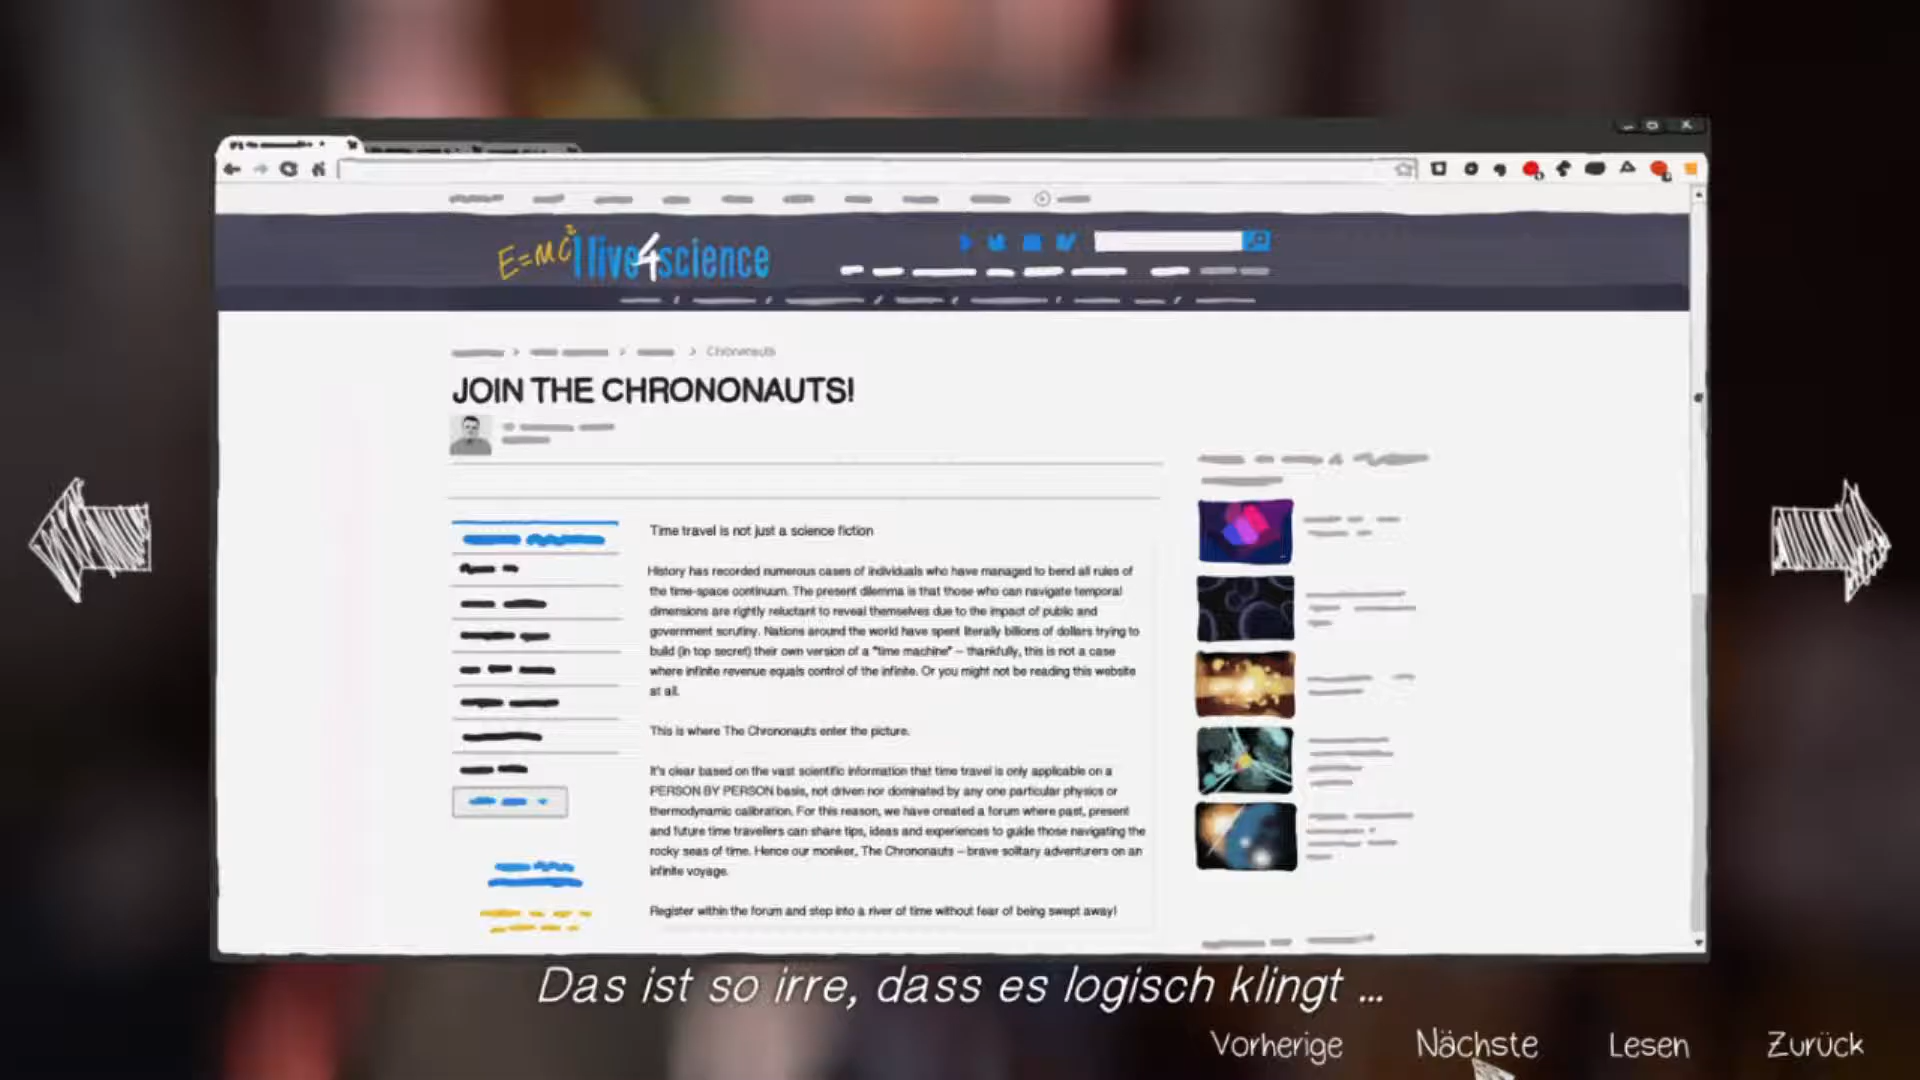 E=MC²
I live4science
Chrononauts
JOIN THE CHRONONAUTS!
Time travel is not just a science fiction
History has recorded numerous cases of individuals who have managed to bend all rules of
the time-space continuum. The present dilemma is that those who can navigate temporal
dimensions are rightly reluctant to reveal themselves due to the impact of public and
government scrutiny. Nations around the world have spent literally billions of dollars trying to
build (in top secret) their own version of a "time machine" – thankfully, this is not a case
where infinite revenue equals control of the infinite. Or you might not be reading this website
at all.
This is where The Chrononauts enter the picture.
It's clear based on the vast scientific information that time travel is only applicable on a
PERSON BY PERSON basis, not driven nor dominated by any one particular physics or
thermodynamic calibration. For this reason, we have created a forum where past, present
and future time travellers can share tips, ideas and experiences to guide those navigating the
rocky seas of time. Hence our moniker, The Chrononauts – brave solitary adventurers on an
infinite voyage.
Register within the forum and step into a river of time without fear of being swept away!
Das ist so irre, dass es logisch klingt ...
Vorherige
Nächste
Lesen
Zurück